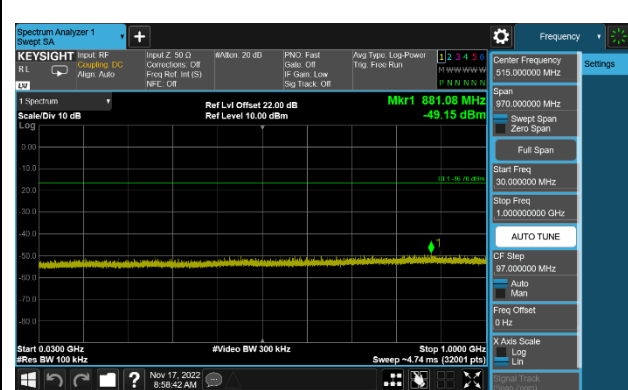 Spectrum Analyzer 1
Swept SA
+
Frequency
KEYSIGHT
RL
Input: RF
Coupling: DC
Align: Auto
Input Z: 50 Ω
Corrections: Off
Freq Ref: Int (S)
NFE: Off
#Atten: 20 dB
PNO: Fast
Gate: Off
IF Gain: Low
Sig Track: Off
Avg Type: Log-Power
Trig: Free Run
1 2 3 4 5 6
M W W W W W
P N N N N N
1 Spectrum
Scale/Div 10 dB
Log
Ref Lvl Offset 22.00 dB
Ref Level 10.00 dBm
Mkr1 881.08 MHz
-49.15 dBm
0.00
-10.0
-20.0
-30.0
-40.0
-50.0
-60.0
-70.0
-80.0
1
Start 0.0300 GHz
#Res BW 100 kHz
#Video BW 300 kHz
Stop 1.0000 GHz
Sweep ~4.74 ms (32001 pts)
Nov 17, 2022
8:58:42 AM
?
Center Frequency
515.000000 MHz
Settings
Span
970.000000 MHz
Swept Span
Zero Span
Full Span
Start Freq
30.000000 MHz
Stop Freq
1.00000000 GHz
AUTO TUNE
CF Step
97.000000 MHz
Auto
Man
Freq Offset
0 Hz
X Axis Scale
Log
Lin
Signal Track